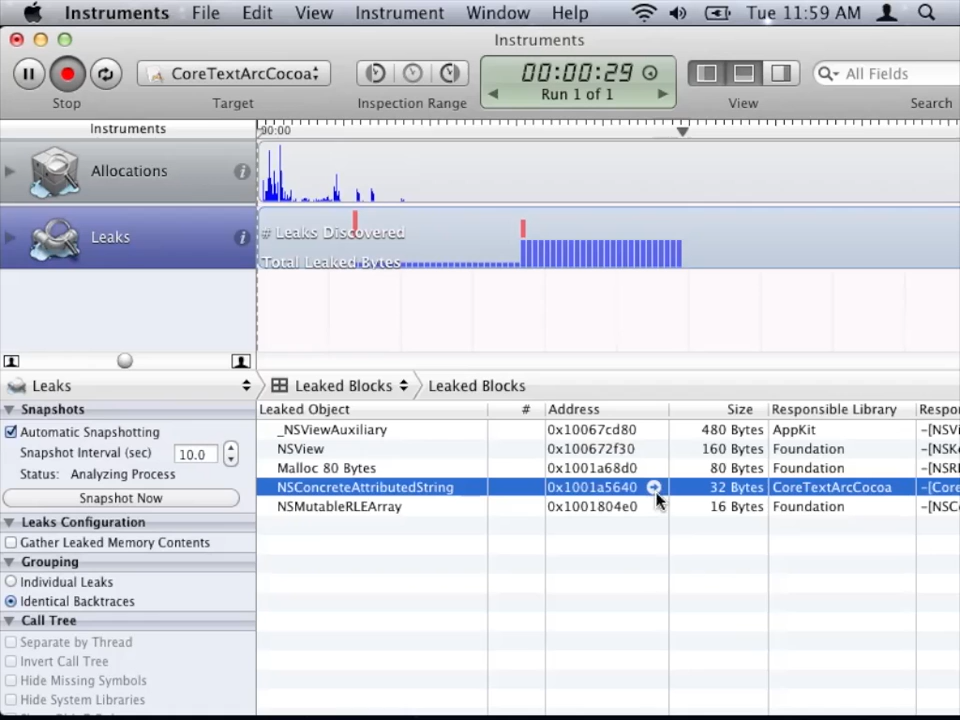 Instruments File Edit View Instrument Window Help Tue 11:59 AM
Instruments
CoreTextArcCocoa
00:00:29
Run 1 of 1
All Fields
Stop Target Inspection Range View Search
Instruments
00:00
Allocations
Leaks
# Leaks Discovered
Total Leaked Bytes
Leaks Leaked Blocks Leaked Blocks
Snapshots
Leaked Object # Address Size Responsible Library Respon
Automatic Snapshotting
_NSViewAuxiliary 0x10067cd80 480 Bytes AppKit -[NSVi
Snapshot Interval (sec) 10.0
NSView 0x100672f30 160 Bytes Foundation -[NSK
Status: Analyzing Process
Malloc 80 Bytes 0x1001a68d0 80 Bytes Foundation -[NSR
Snapshot Now
NSConcreteAttributedString 0x1001a5640 32 Bytes CoreTextArcCocoa -[Core
NSMutableRLEArray 0x1001804e0 16 Bytes Foundation -[NSC
Leaks Configuration
Gather Leaked Memory Contents
Grouping
Individual Leaks
Identical Backtraces
Call Tree
Separate by Thread
Invert Call Tree
Hide Missing Symbols
Hide System Libraries